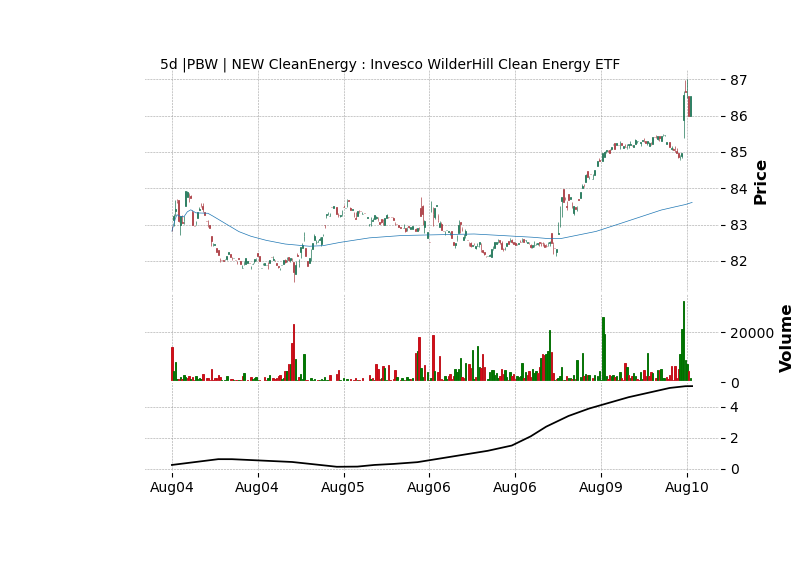 5d |PBW | NEW CleanEnergy : Invesco WilderHill Clean Energy ETF
87
86
85
84
83
82
Price
20000
0
Volume
4
2
0
Aug04 Aug04 Aug05 Aug06 Aug06 Aug09 Aug10